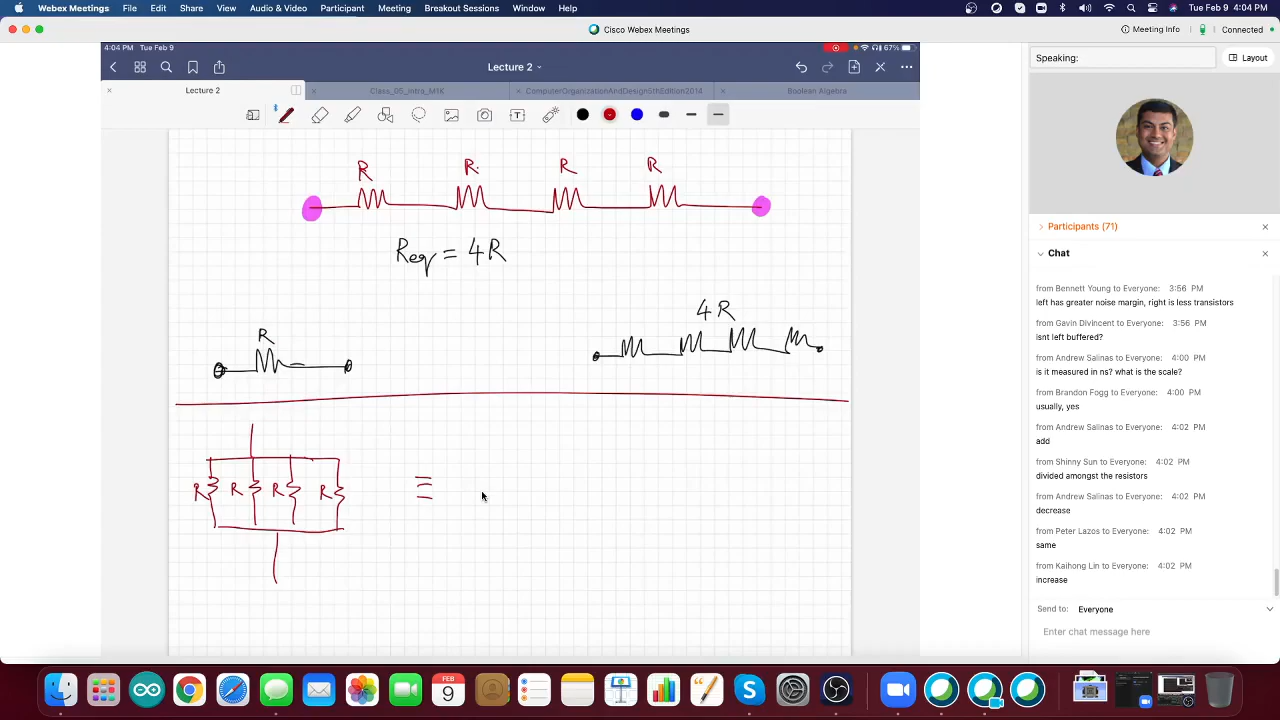 Webex Meetings File Edit Share View Audio & Video Participant Meeting Breakout Sessions Window Help Tue Feb 9 4:04 PM
Cisco Webex Meetings Meeting Info Connected
4:04 PM Tue Feb 9 67%
Lecture 2
Lecture 2 Class_05_intra_M1K ComputerOrganizationAndDesign5thEdition2014 Boolean Algebra
R R R R
Req = 4R
4R
R
R R R R
≡
Speaking:
Layout
Participants (71)
Chat
from Bennett Young to Everyone: 3:56 PM
left has greater noise margin, right is less transistors
from Gavin Divincent to Everyone: 3:56 PM
isnt left buffered?
from Andrew Salinas to Everyone: 4:00 PM
is it measured in ns? what is the scale?
from Brandon Fogg to Everyone: 4:00 PM
usually, yes
from Andrew Salinas to Everyone: 4:02 PM
add
from Shinny Sun to Everyone: 4:02 PM
divided amongst the resistors
from Andrew Salinas to Everyone: 4:02 PM
decrease
from Peter Lazos to Everyone: 4:02 PM
same
from Kaihong Lin to Everyone: 4:02 PM
increase
Send to: Everyone
Enter chat message here
FEB
9